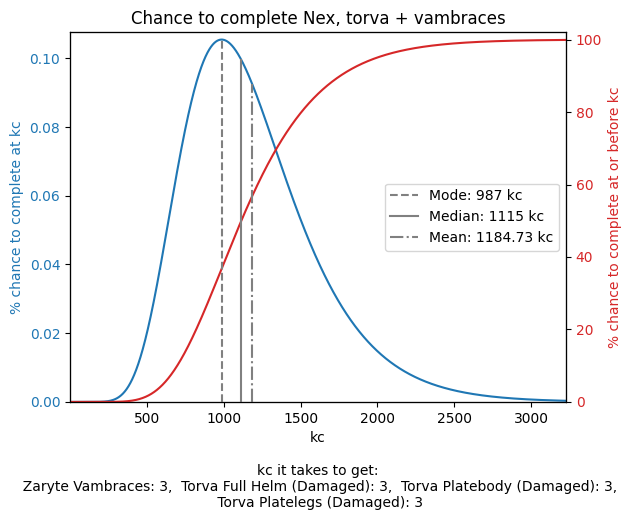 Chance to complete Nex, torva + vambraces
% chance to complete at kc
0.10
0.08
0.06
0.04
0.02
0.00
100
80
60
40
20
0
% chance to complete at or before kc
Mode: 987 kc
Median: 1115 kc
Mean: 1184.73 kc
500 1000 1500 2000 2500 3000
kc
kc it takes to get:
Zaryte Vambraces: 3, Torva Full Helm (Damaged): 3, Torva Platebody (Damaged): 3,
Torva Platelegs (Damaged): 3